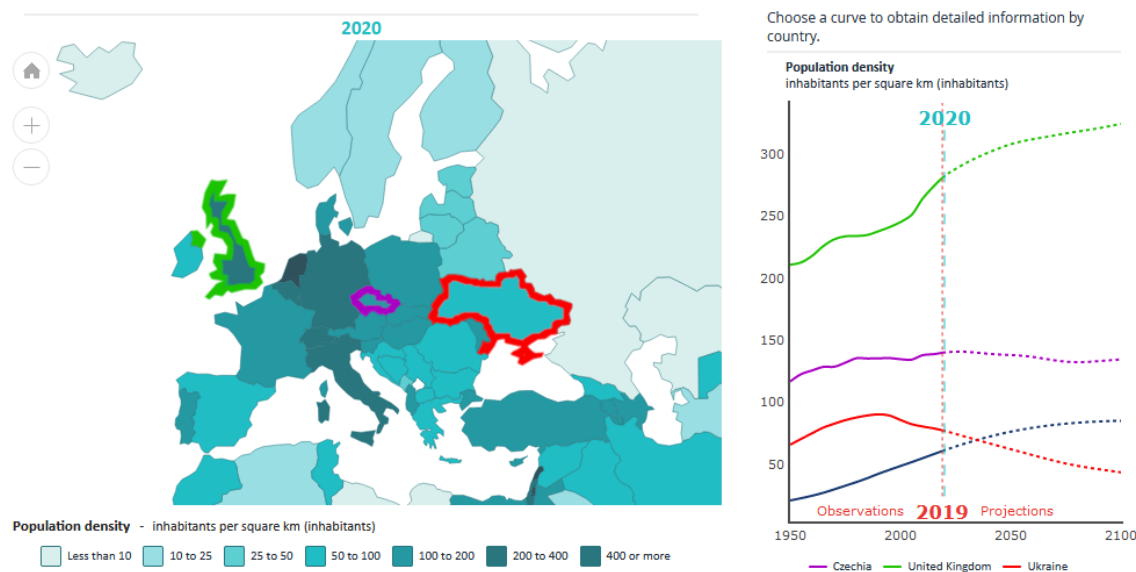 2020
Population density - inhabitants per square km (inhabitants)
Less than 10
10 to 25
25 to 50
50 to 100
100 to 200
200 to 400
400 or more
Choose a curve to obtain detailed information by
country.
Population density
inhabitants per square km (inhabitants)
2020
300
250
200
150
100
50
Observations 2019 Projections
1950 2000 2050 2100
Czechia United Kingdom Ukraine